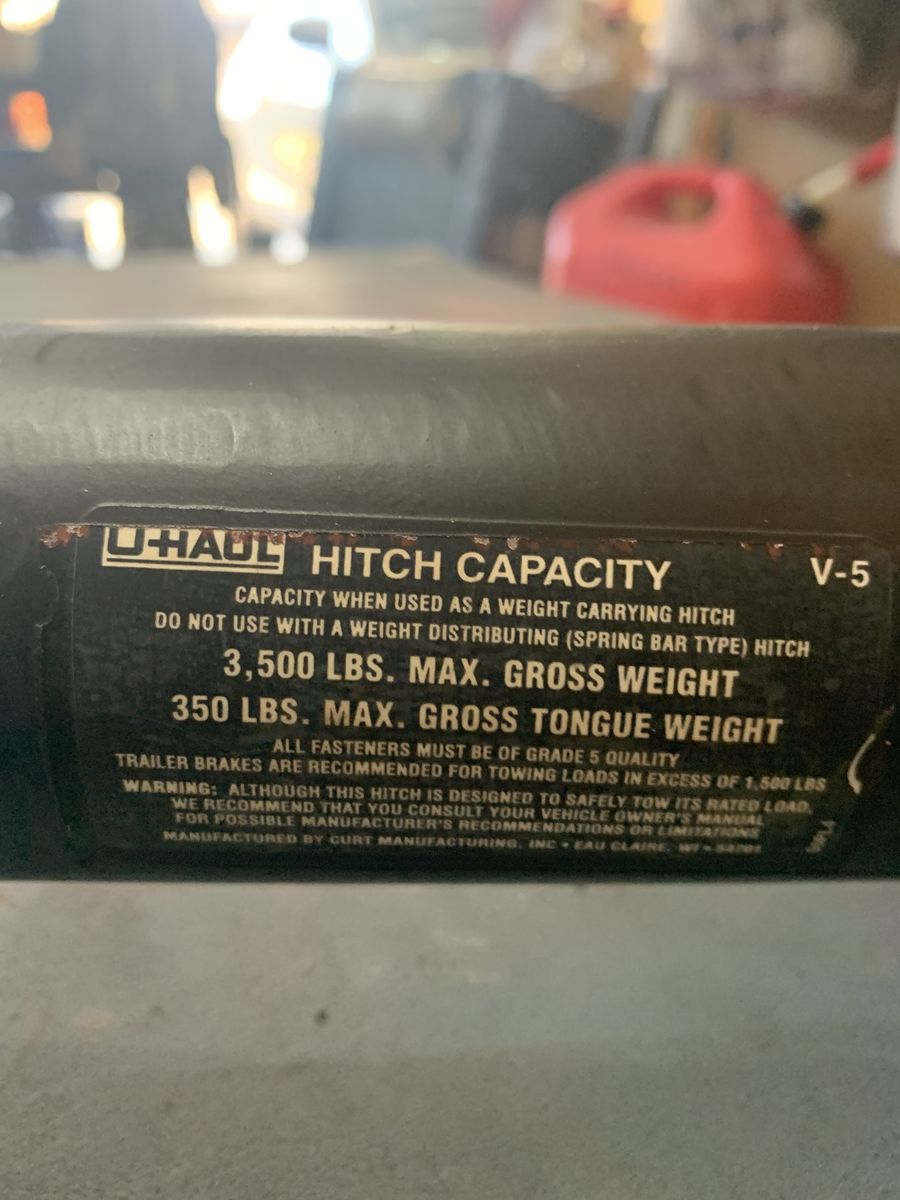 U-HAUL HITCH CAPACITY V-5
CAPACITY WHEN USED AS A WEIGHT CARRYING HITCH
DO NOT USE WITH A WEIGHT DISTRIBUTING (SPRING BAR TYPE) HITCH
3,500 LBS. MAX. GROSS WEIGHT
350 LBS. MAX. GROSS TONGUE WEIGHT
ALL FASTENERS MUST BE OF GRADE 5 QUALITY
TRAILER BRAKES ARE RECOMMENDED FOR TOWING LOADS IN EXCESS OF 1,500 LBS
WARNING: ALTHOUGH THIS HITCH IS DESIGNED TO SAFELY TOW ITS RATED LOAD,
WE RECOMMEND THAT YOU CONSULT YOUR VEHICLE OWNER'S MANUAL
FOR POSSIBLE MANUFACTURER'S RECOMMENDATIONS OR LIMITATIONS
MANUFACTURED BY CURT MANUFACTURING, INC • EAU CLAIRE, WI •